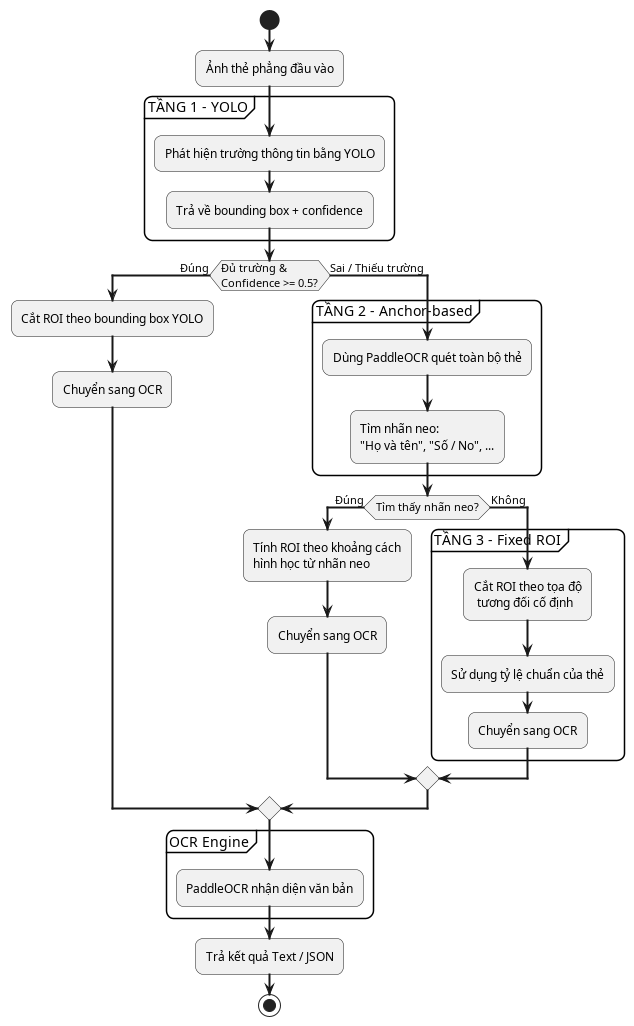 Ảnh thẻ phẳng đầu vào
TẦNG 1 - YOLO
Phát hiện trường thông tin bằng YOLO
Trả về bounding box + confidence
Đúng
Đủ trường &
Confidence >= 0.5?
Sai / Thiếu trường
Cắt ROI theo bounding box YOLO
Chuyển sang OCR
TẦNG 2 - Anchor-based
Dùng PaddleOCR quét toàn bộ thẻ
Tìm nhãn neo:
"Họ và tên", "Số / No", ...
Đúng
Tìm thấy nhãn neo?
Không
Tính ROI theo khoảng cách
hình học từ nhãn neo
Chuyển sang OCR
TẦNG 3 - Fixed ROI
Cắt ROI theo tọa độ
tương đối cố định
Sử dụng tỷ lệ chuẩn của thẻ
Chuyển sang OCR
OCR Engine
PaddleOCR nhận diện văn bản
Trả kết quả Text / JSON